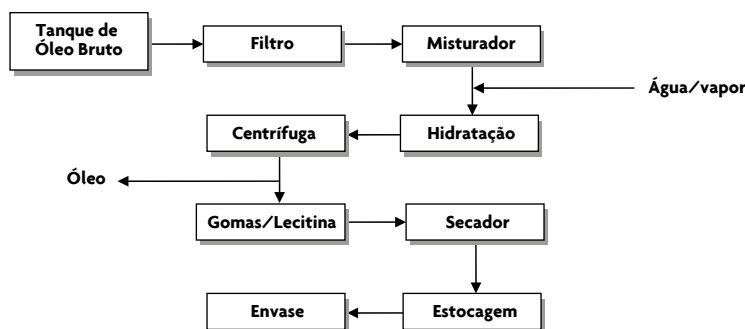 Tanque de
Óleo Bruto
Filtro
Misturador
Água/vapor
Centrífuga
Hidratação
Óleo
Gomas/Lecitina
Secador
Envase
Estocagem